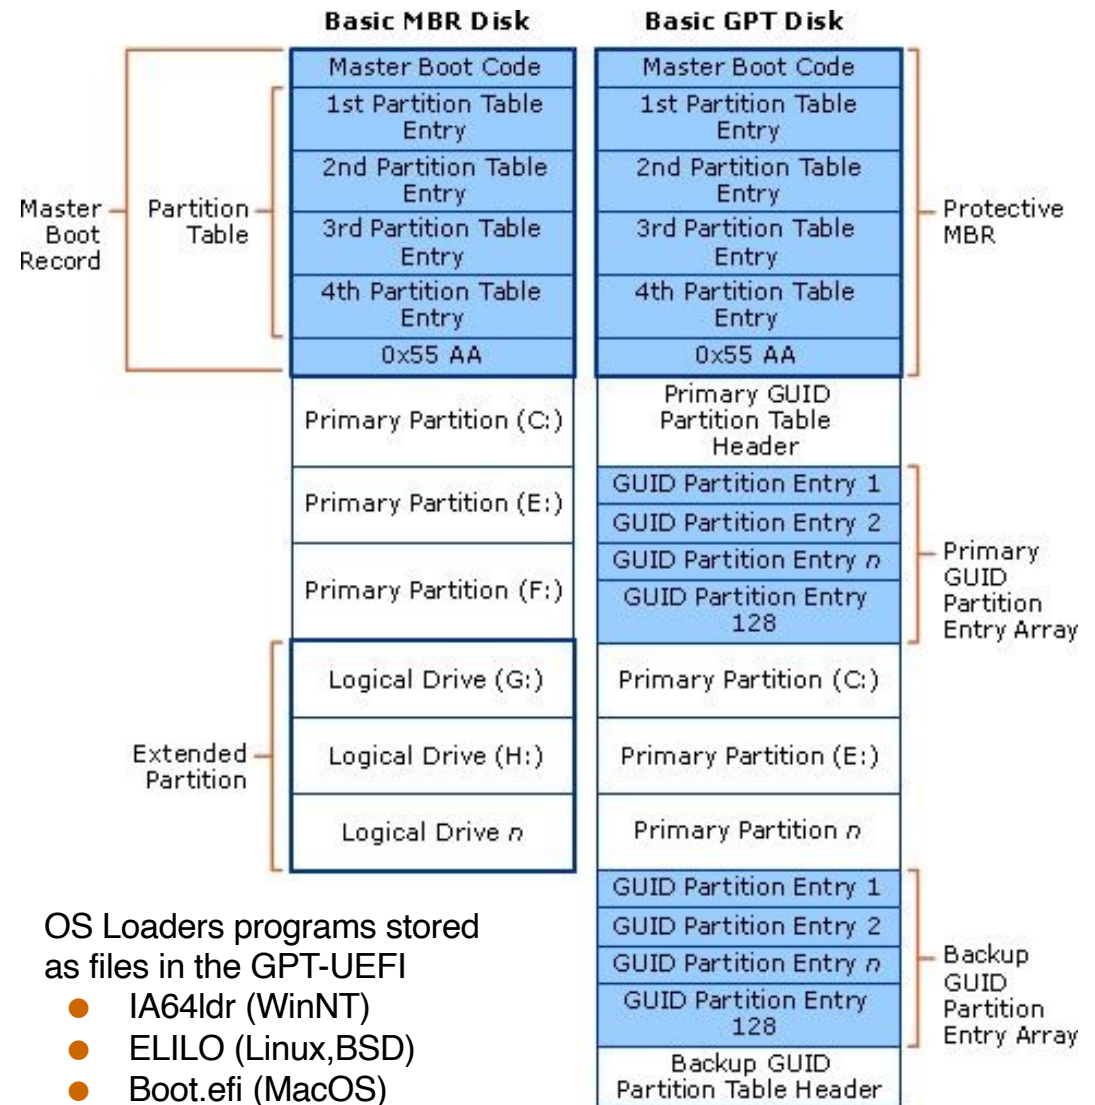 Basic MBR Disk
Basic GPT Disk
Master Boot Code
1st Partition Table
Entry
2nd Partition Table
Entry
3rd Partition Table
Entry
4th Partition Table
Entry
0x55 AA
Master
Boot
Record
Partition
Table
Primary Partition (C:)
Primary Partition (E:)
Primary Partition (F:)
Logical Drive (G:)
Logical Drive (H:)
Logical Drive n
Extended
Partition
Master Boot Code
1st Partition Table
Entry
2nd Partition Table
Entry
3rd Partition Table
Entry
4th Partition Table
Entry
0x55 AA
Protective
MBR
Primary GUID
Partition Table
Header
GUID Partition Entry 1
GUID Partition Entry 2
GUID Partition Entry n
GUID Partition Entry
128
Primary
GUID
Partition
Entry Array
Primary Partition (C:)
Primary Partition (E:)
Primary Partition n
GUID Partition Entry 1
GUID Partition Entry 2
GUID Partition Entry n
GUID Partition Entry
128
Backup
GUID
Partition
Entry Array
Backup GUID
Partition Table Header
OS Loaders programs stored
as files in the GPT-UEFI
● IA64ldr (WinNT)
● ELILO (Linux,BSD)
● Boot.efi (MacOS)